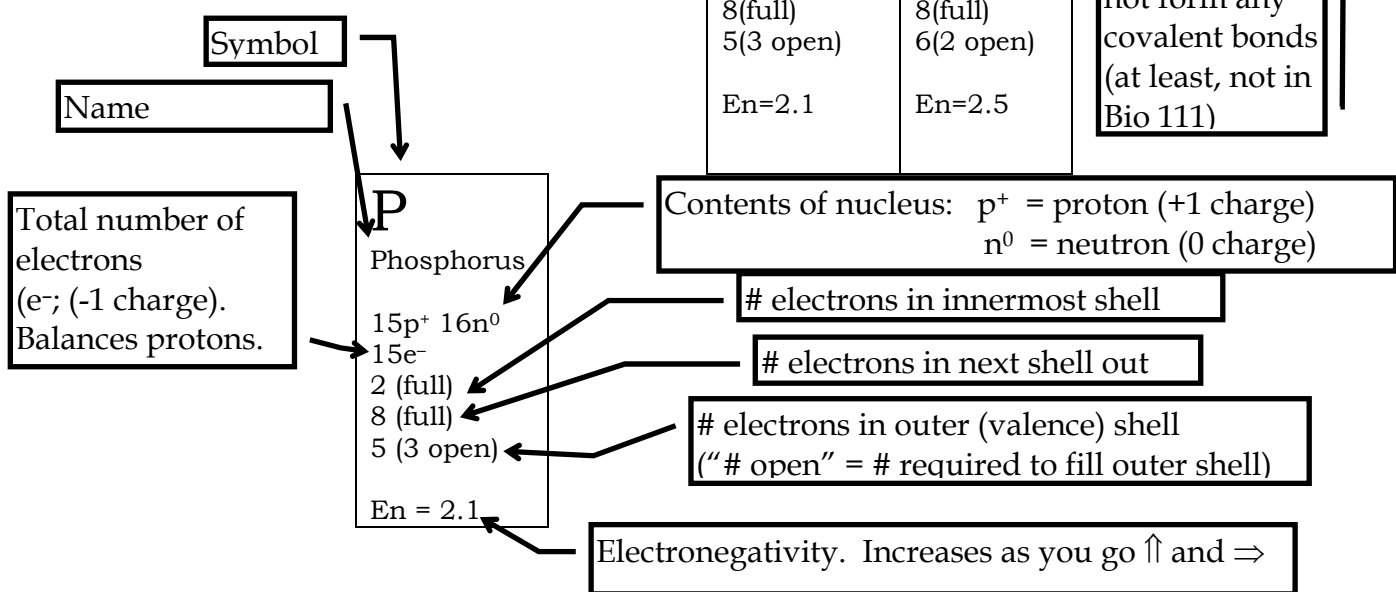 8(full)
5(3 open)
En=2.1
8(full)
6(2 open)
En=2.5
not form any
covalent bonds
(at least, not in
Bio 111)
Symbol
Name
Total number of
electrons
(e–; (-1 charge).
Balances protons.
P
Phosphorus
15p⁺ 16n⁰
15e–
2 (full)
8 (full)
5 (3 open)
En = 2.1
Contents of nucleus: p⁺ = proton (+1 charge)
n⁰ = neutron (0 charge)
# electrons in innermost shell
# electrons in next shell out
# electrons in outer (valence) shell
(“# open” = # required to fill outer shell)
Electronegativity. Increases as you go ⇑ and ⇒